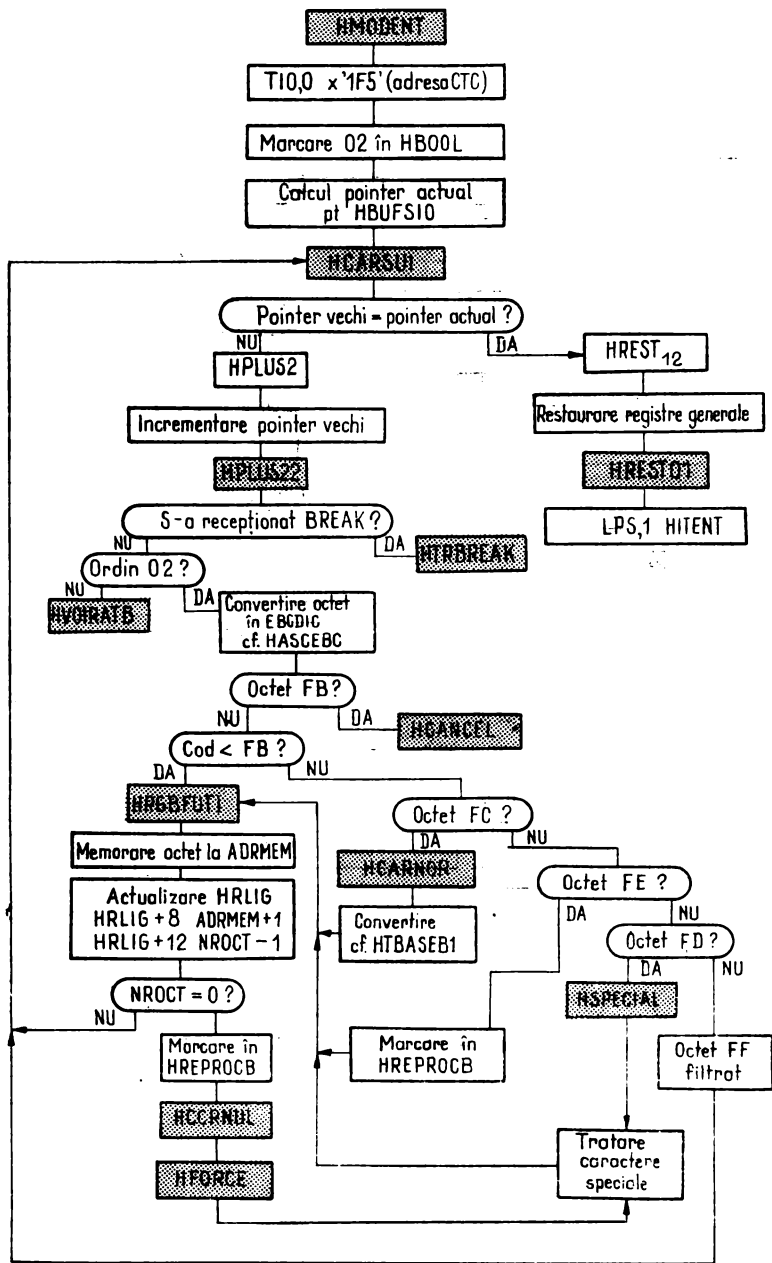 HMODENT
TIO,0 x'1F5' (adresa CTC)
Marcare 02 în HBOOL
Calcul pointer actual
pt HBUFSIO
HCARSUI
Pointer vechi = pointer actual ?
NU
DA
HPLUS2
HREST12
Incrementare pointer vechi
Restaurare registre generale
HPLUS22
HREST01
S-a recepționat BREAK?
LPS,1 HITENT
NU
DA
HTRBREAK
Ordin 02 ?
NU
DA
HVOIRATB
Convertire octet
în EBCDIC
cf. HASCEBC
Octet FB?
NU
DA
HCANCEL
Cod < FB ?
DA
NU
HRGBFUT1
Octet FC ?
DA
NU
Memorare octet la ADRMEM
HCARNOR
Octet FE ?
Actualizare HRLIG
HRLIG+8 ADRMEM+1
HRLIG+12 NROCT-1
Convertire
cf. HTBASEB1
DA
NU
Octet FD?
DA
NU
NROCT = 0 ?
NU
HSPECIAL
Marcare în
HREPROCB
Marcare în
HREPROCB
Octet FF
filtrat
HCCRNUL
Tratare
caractere
speciale
HFORCE